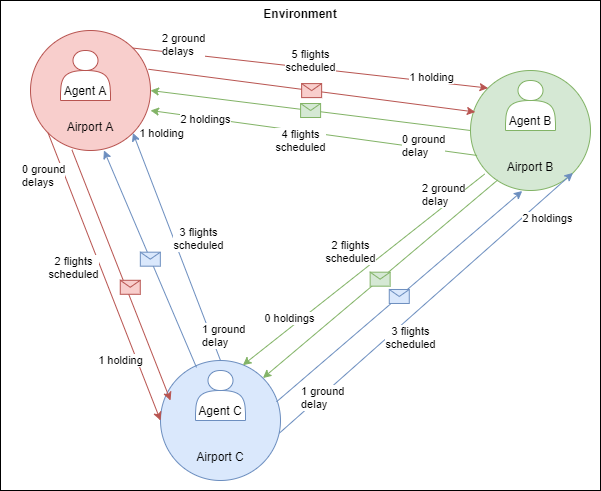 Environment
2 ground
delays
5 flights
scheduled
1 holding
Agent A
Airport A
2 holdings
4 flights
scheduled
1 holding
Agent B
Airport B
0 ground
delay
0 ground
delays
2 ground
delay
2 holdings
3 flights
scheduled
2 flights
scheduled
2 flights
scheduled
0 holdings
3 flights
scheduled
1 ground
delay
1 holding
1 ground
delay
Agent C
Airport C